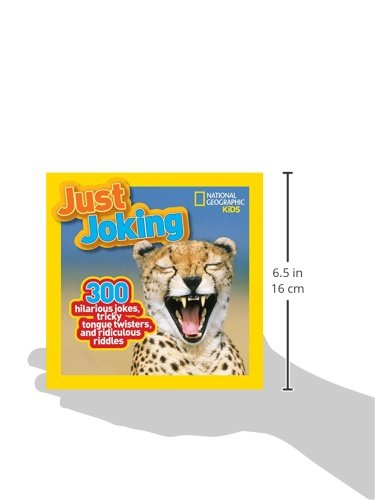 Just
Joking
NATIONAL
GEOGRAPHIC
KiDS
300
hilarious jokes,
tricky
tongue twisters,
and ridiculous
riddles
6.5 in
16 cm